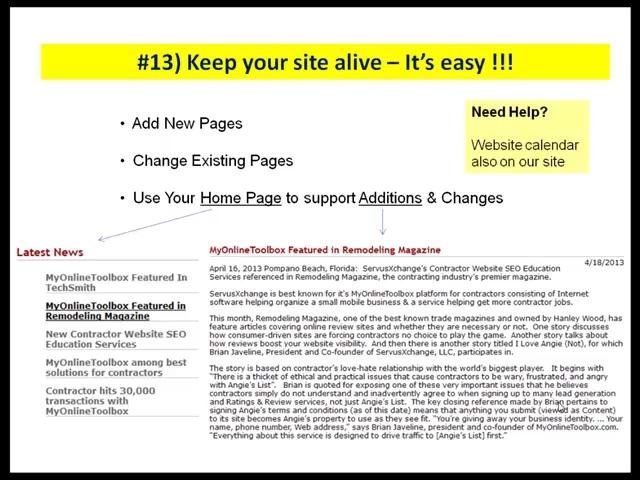 #13) Keep your site alive – It's easy !!!
Need Help?
Website calendar
also on our site
• Add New Pages
• Change Existing Pages
• Use Your Home Page to support Additions & Changes
Latest News
MyOnlineToolbox Featured In
TechSmith
MyOnlineToolbox Featured in
Remodeling Magazine
New Contractor Website SEO
Education Services
MyOnlineToolbox among best
solutions for contractors
Contractor hits 30,000
transactions with
MyOnlineToolbox
MyOnlineToolbox Featured in Remodeling Magazine
4/18/2013
April 16, 2013 Pompano Beach, Florida: ServusXchange's Contractor Website SEO Education
Services referenced in Remodeling Magazine, the contracting industry's premier magazine.
ServusXchange is best known for it's MyOnlineToolbox platform for contractors consisting of Internet
software helping organize a small mobile business & a service helping get more contractor jobs.
This month, Remodeling Magazine, one of the best known trade magazines and owned by Hanley Wood, has
feature articles covering online review sites and whether they are necessary or not. One story discusses
how consumer-driven sites are forcing contractors no choice to play the game. Another story talks about
how reviews boost your website visibility. And then there is another story titled I Love Angie (Not), for which
Brian Javeline, President and Co-founder of ServusXchange, LLC, participates in.
The story is based on contractor's love-hate relationship with the world's biggest player. It begins with
"There is a thicket of ethical and practical issues that cause contractors to be wary, frustrated, and angry
with Angie's List". Brian is quoted for exposing one of these very important issues that he believes
contractors simply do not understand and inadvertently agree to when signing up to many lead generation
and Ratings & Review services, not just Angie's List. The key closing reference made by Brian pertains to
signing Angie's terms and conditions (as of this date) means that anything you submit (viewed as Content)
to its site becomes Angie's property to use as they see fit. "You're giving away your business identity. ... Your
name, phone number, Web address," says Brian Javeline, president and co-founder of MyOnlineToolbox.com.
"Everything about this service is designed to drive traffic to [Angie's List] first."